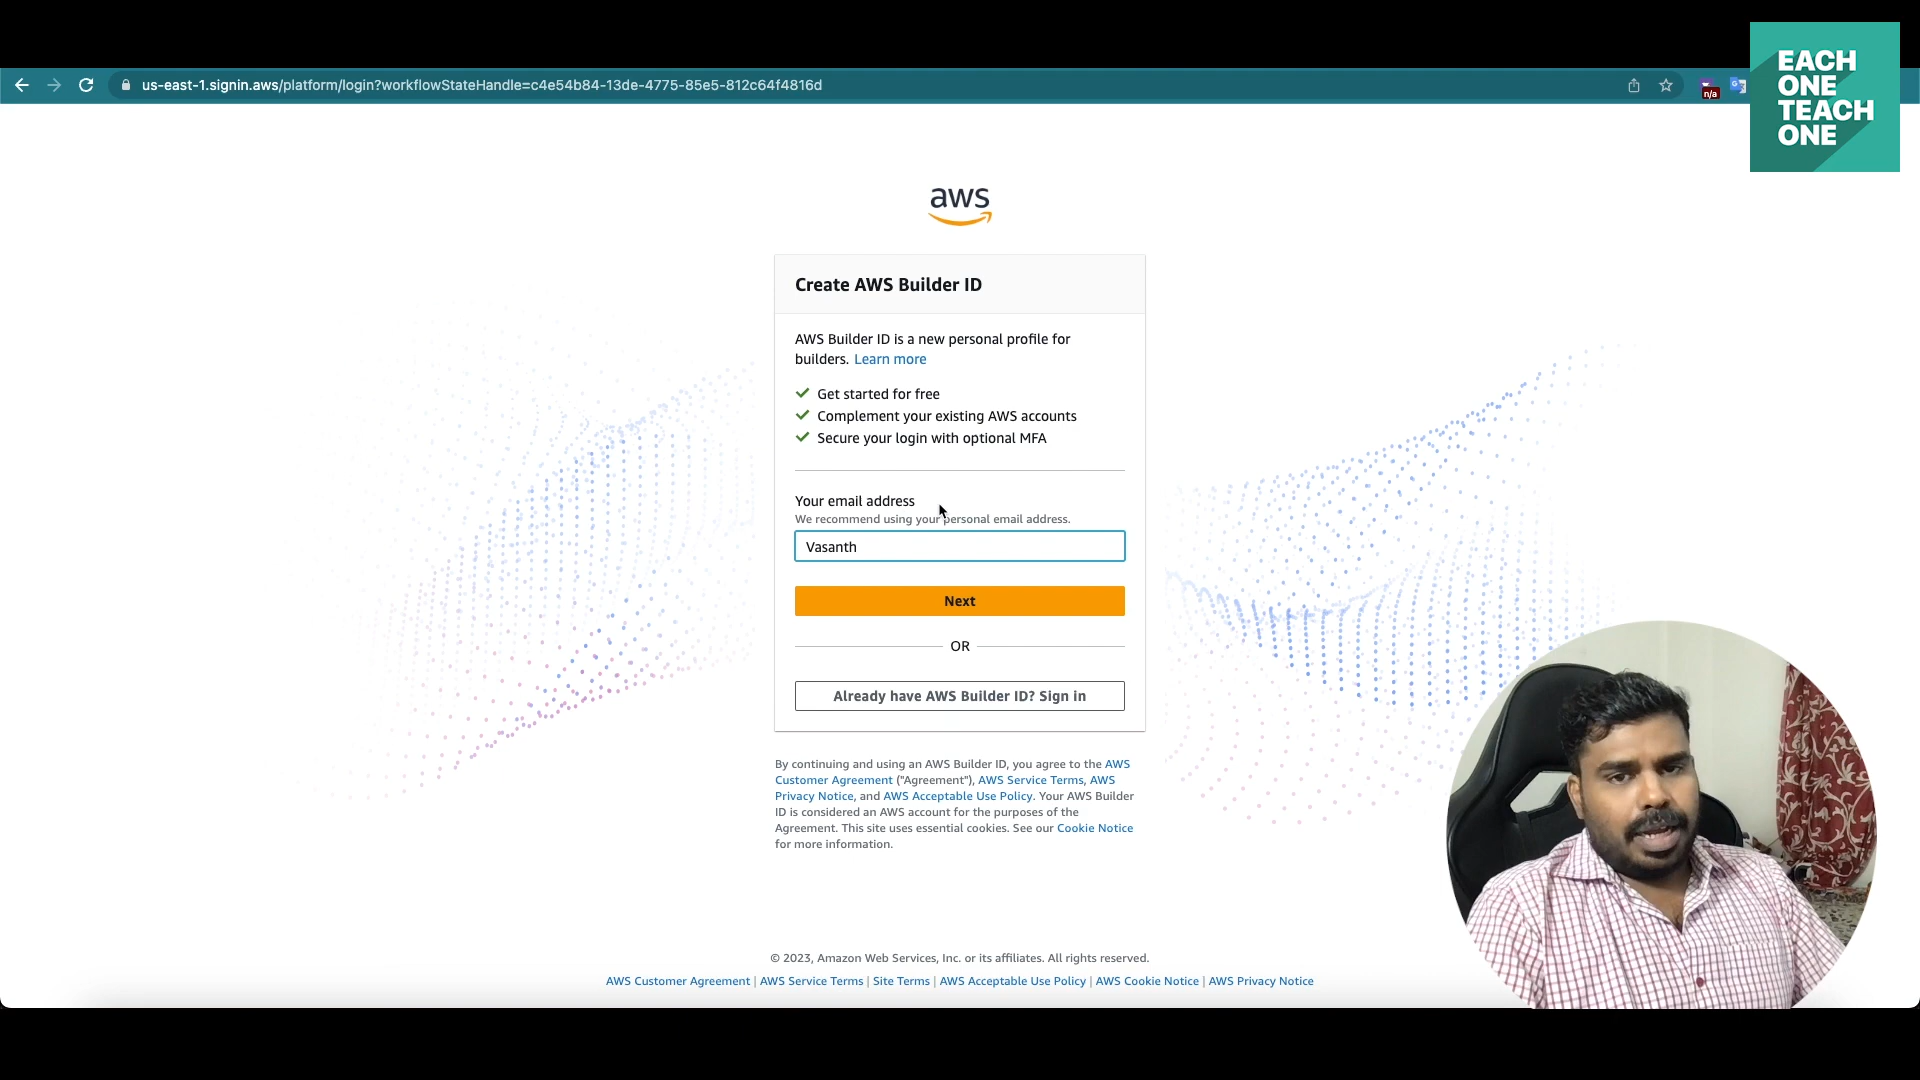 us-east-1.signin.aws/platform/login?workflowStateHandle=c4e54b84-13de-4775-85e5-812c64f4816d
n/a
EACH
ONE
TEACH
ONE
aws
Create AWS Builder ID
AWS Builder ID is a new personal profile for
builders. Learn more
Get started for free
Complement your existing AWS accounts
Secure your login with optional MFA
Your email address
We recommend using your personal email address.
Vasanth
Next
OR
Already have AWS Builder ID? Sign in
By continuing and using an AWS Builder ID, you agree to the AWS
Customer Agreement ("Agreement"), AWS Service Terms, AWS
Privacy Notice, and AWS Acceptable Use Policy. Your AWS Builder
ID is considered an AWS account for the purposes of the
Agreement. This site uses essential cookies. See our Cookie Notice
for more information.
© 2023, Amazon Web Services, Inc. or its affiliates. All rights reserved.
AWS Customer Agreement | AWS Service Terms | Site Terms | AWS Acceptable Use Policy | AWS Cookie Notice | AWS Privacy Notice